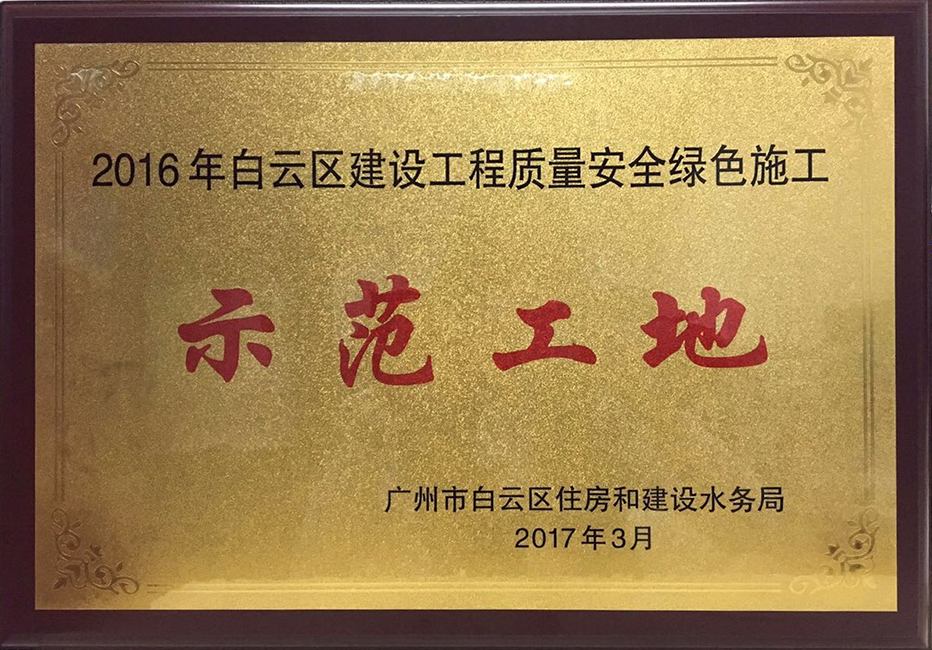 2016年白云区建设工程质量安全绿色施工
示范工地
广州市白云区住房和建设水务局
2017年3月